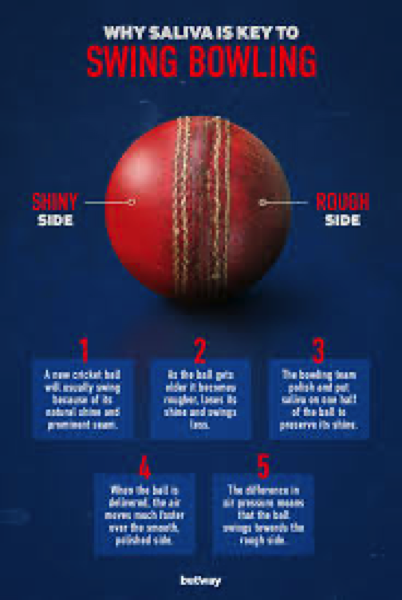 WHY SALIVA IS KEY TO
SWING BOWLING
SHINY
SIDE
ROUGH
SIDE
1
A new cricket ball
will usually swing
because of its
natural shine and
prominent seam.
2
As the ball gets
older it becomes
rougher, loses its
shine and swings
less.
3
The bowling team
polish and put
saliva on one half
of the ball to
preserve its shine.
4
When the ball is
delivered, the air
moves much faster
over the smooth,
polished side.
5
The difference in
air pressure means
that the ball
swings towards the
rough side.
betway